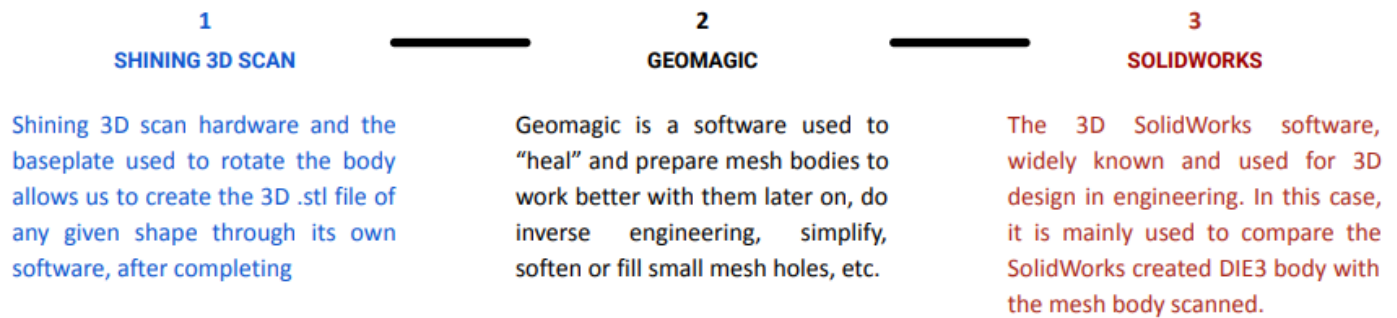 1
SHINING 3D SCAN
Shining 3D scan hardware and the
baseplate used to rotate the body
allows us to create the 3D .stl file of
any given shape through its own
software, after completing
2
GEOMAGIC
Geomagic is a software used to
“heal” and prepare mesh bodies to
work better with them later on, do
inverse engineering, simplify,
soften or fill small mesh holes, etc.
3
SOLIDWORKS
The 3D SolidWorks software,
widely known and used for 3D
design in engineering. In this case,
it is mainly used to compare the
SolidWorks created DIE3 body with
the mesh body scanned.